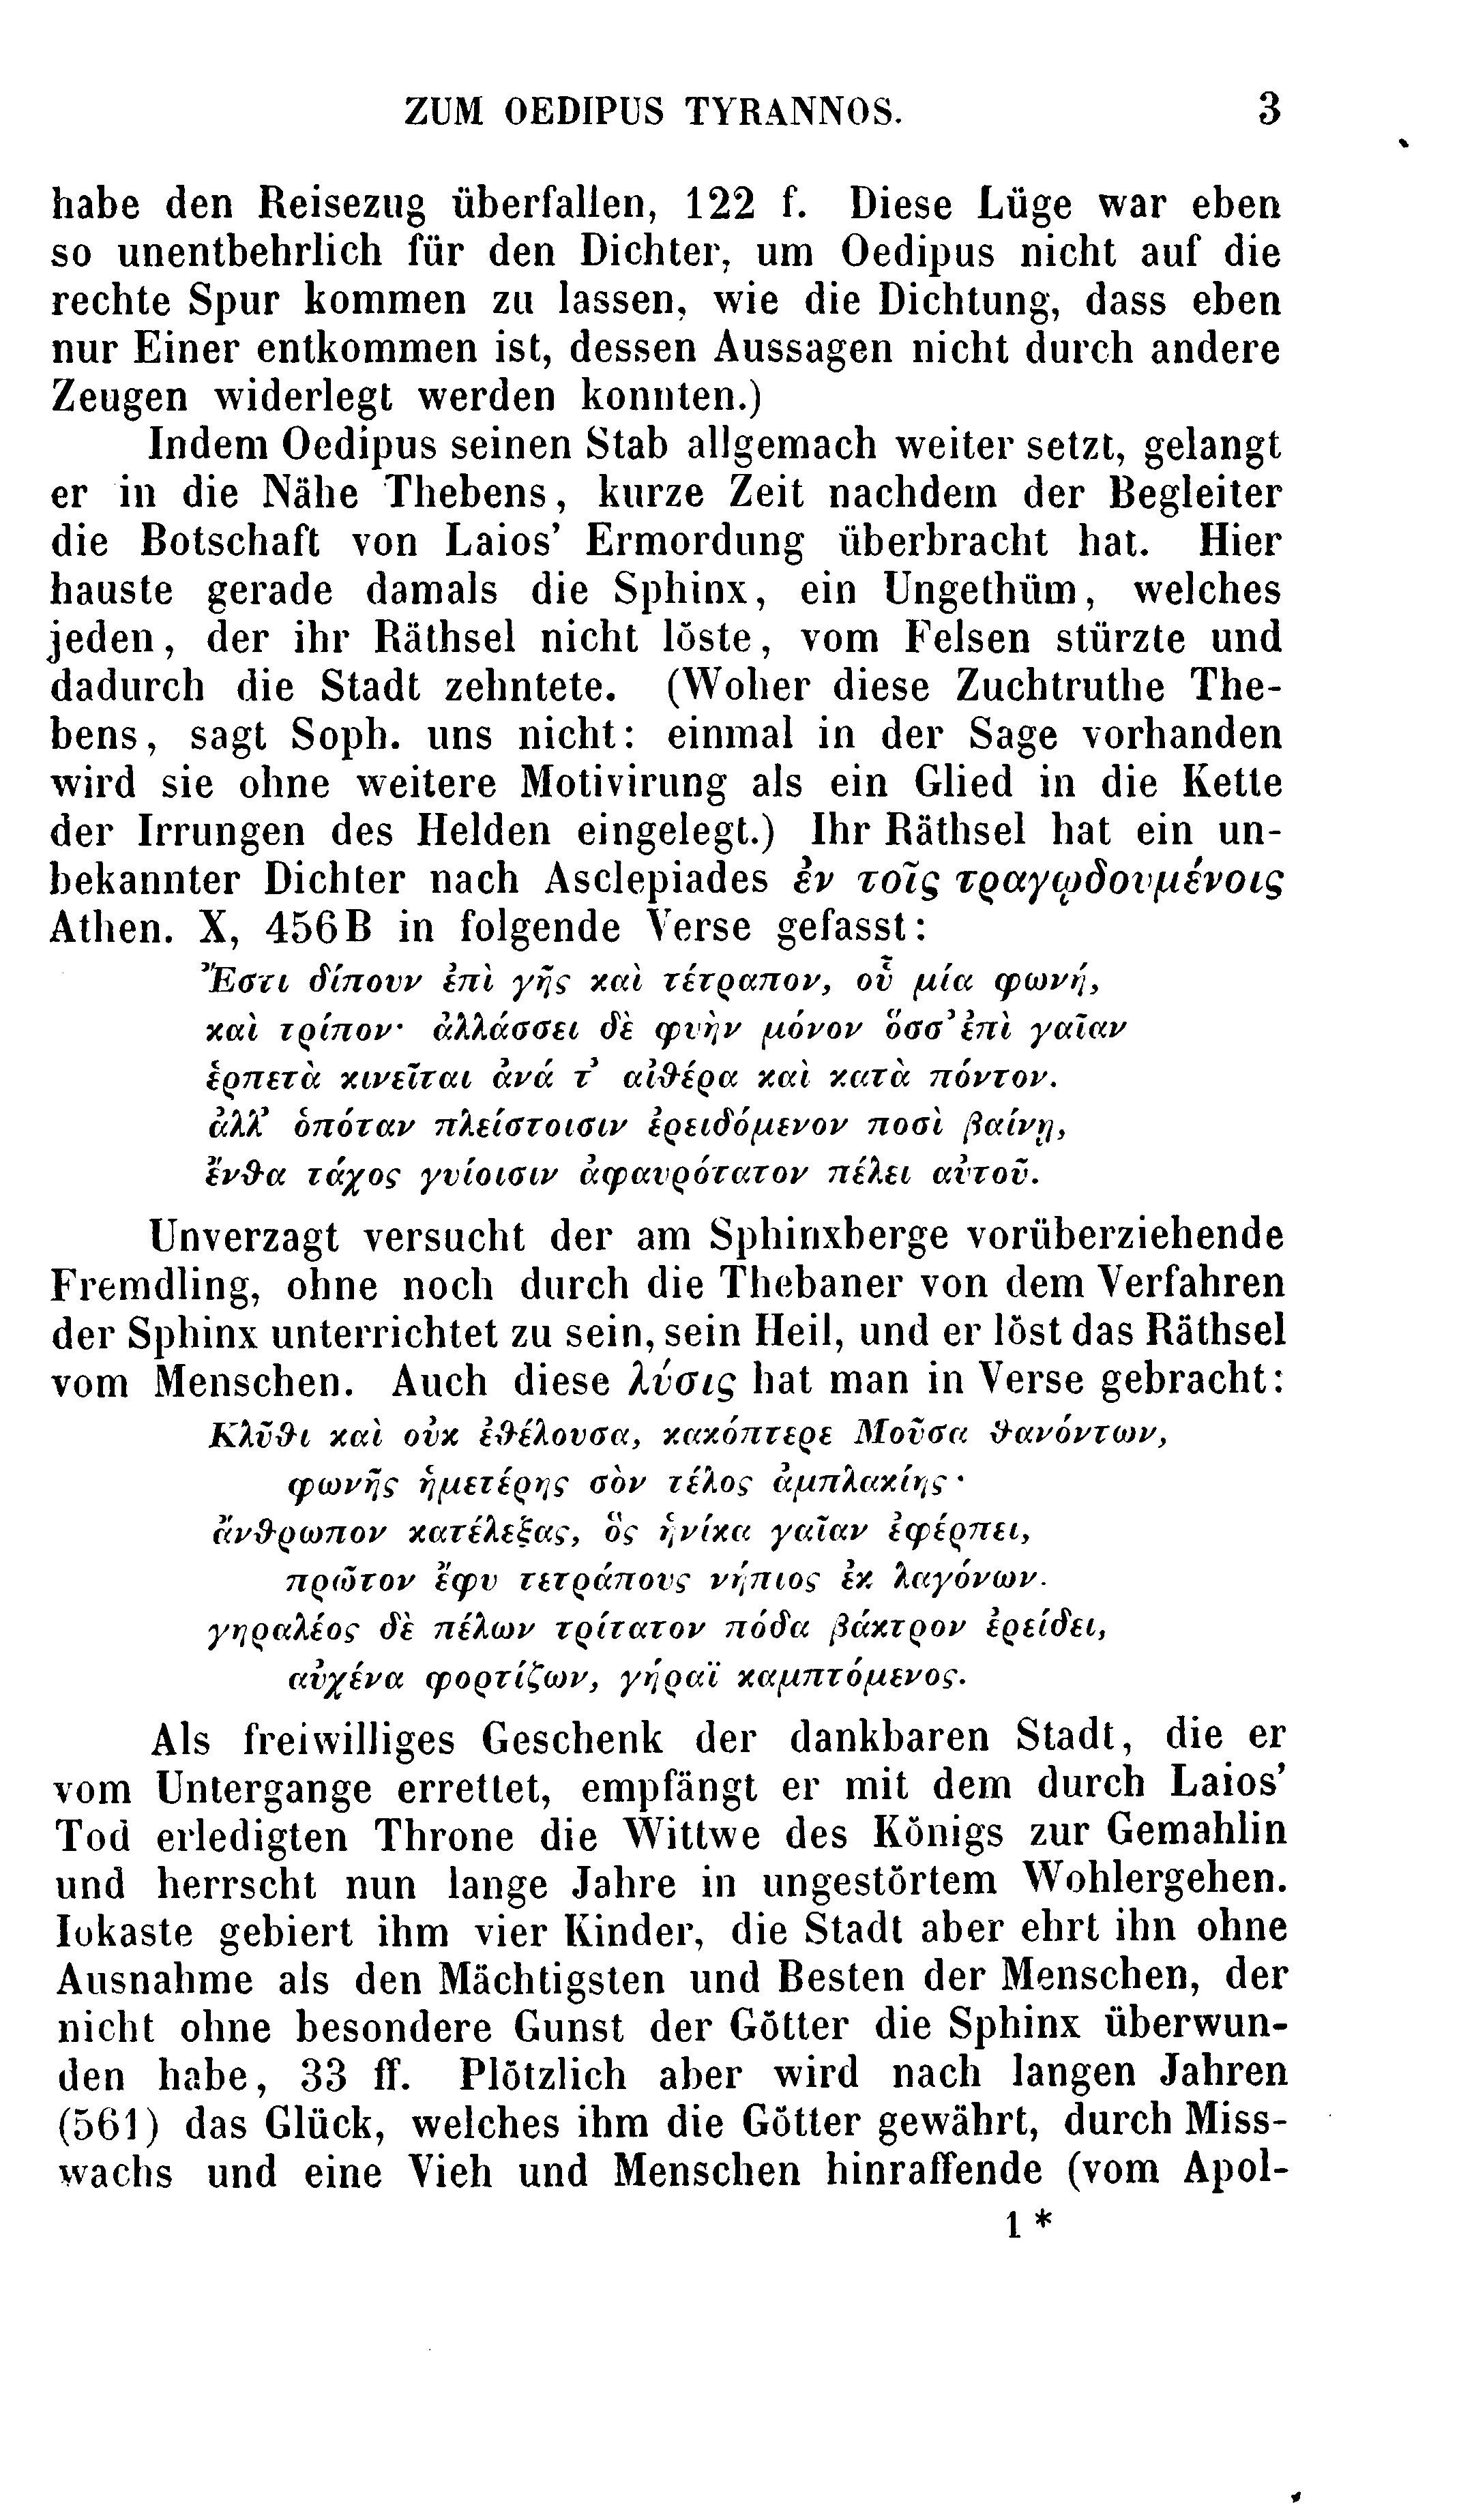 ZUM OEDIPUS TYRANNOS. 3
habe den Reisezug überfallen, 122 f. Diese Lüge war eben
so unentbehrlich für den Dichter, um Oedipus nicht auf die
rechte Spur kommen zu lassen, wie die Dichtung, dass eben
nur Einer entkommen ist, dessen Aussagen nicht durch andere
Zeugen widerlegt werden konnten.)
Indem Oedipus seinen Stab allgemach weiter setzt, gelangt
er in die Nähe Thebens, kurze Zeit nachdem der Begleiter
die Botschaft von Laios' Ermordung überbracht hat. Hier
hauste gerade damals die Sphinx, ein Ungethüm, welches
jeden, der ihr Räthsel nicht löste, vom Felsen stürzte und
dadurch die Stadt zehntete. (Woher diese Zuchtruthe The-
bens, sagt Soph. uns nicht: einmal in der Sage vorhanden
wird sie ohne weitere Motivirung als ein Glied in die Kette
der Irrungen des Helden eingelegt.) Ihr Räthsel hat ein un-
bekannter Dichter nach Asclepiades ἐν τοῖς τραγῳδουμένοις
Athen. X, 456B in folgende Verse gefasst:
Ἔστι δίπουν ἐπὶ γῆς καὶ τέτραπον, οὗ μία φωνή,
καὶ τρίπον· ἀλλάσσει δὲ φυὴν μόνον ὅσσ' ἐπὶ γαῖαν
ἑρπετὰ κινεῖται ἀνά τ' αἰθέρα καὶ κατὰ πόντον.
ἀλλ' ὁπόταν πλείστοισιν ἐρειδόμενον ποσὶ βαίνῃ,
ἔνθα τάχος γυίοισιν ἀφαυρότατον πέλει αὐτοῦ.
Unverzagt versucht der am Sphinxberge vorüberziehende
Fremdling, ohne noch durch die Thebaner von dem Verfahren
der Sphinx unterrichtet zu sein, sein Heil, und er löst das Räthsel
vom Menschen. Auch diese λύσις hat man in Verse gebracht:
Κλῦθι καὶ οὐκ ἐθέλουσα, κακόπτερε Μοῦσα θανόντων,
φωνῆς ἡμετέρης σὸν τέλος ἀμπλακίης·
ἄνθρωπον κατέλεξας, ὃς ἡνίκα γαῖαν ἐφέρπει,
πρῶτον ἔφυ τετράπους νήπιος ἐκ λαγόνων.
γηραλέος δὲ πέλων τρίτατον πόδα βάκτρον ἐρείδει,
αὐχένα φορτίζων, γήραϊ καμπτόμενος.
Als freiwilliges Geschenk der dankbaren Stadt, die er
vom Untergange errettet, empfängt er mit dem durch Laios'
Tod erledigten Throne die Wittwe des Königs zur Gemahlin
und herrscht nun lange Jahre in ungestörtem Wohlergehen.
Iokaste gebiert ihm vier Kinder, die Stadt aber ehrt ihn ohne
Ausnahme als den Mächtigsten und Besten der Menschen, der
nicht ohne besondere Gunst der Götter die Sphinx überwun-
den habe, 33 ff. Plötzlich aber wird nach langen Jahren
(561) das Glück, welches ihm die Götter gewährt, durch Miss-
wachs und eine Vieh und Menschen hinraffende (vom Apol-
1*